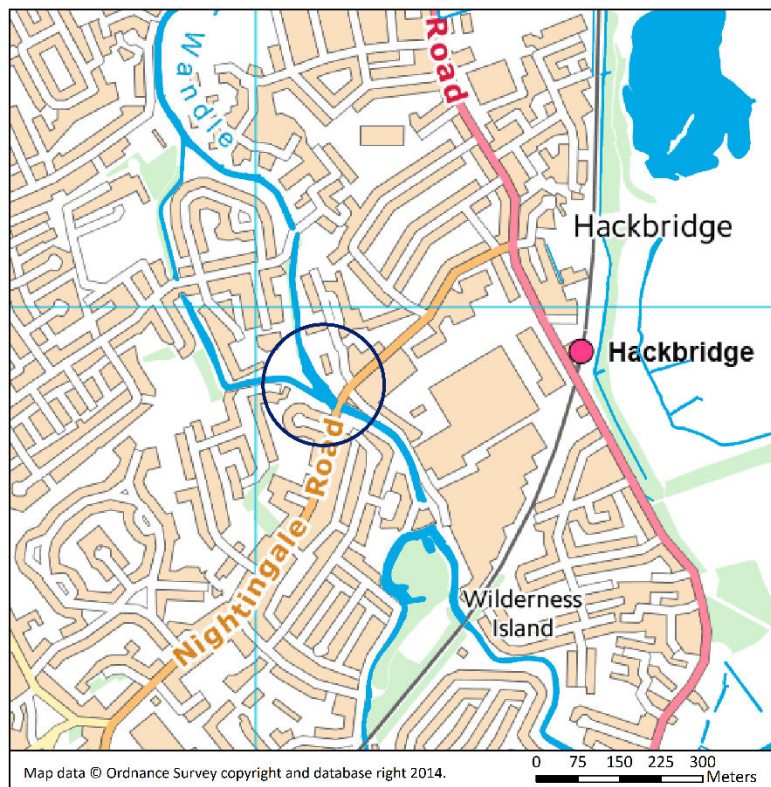 Road
Wandle
Hackbridge
Hackbridge
Nightingale Road
Wilderness
Island
Map data © Ordnance Survey copyright and database right 2014.
0 75 150 225 300
Meters